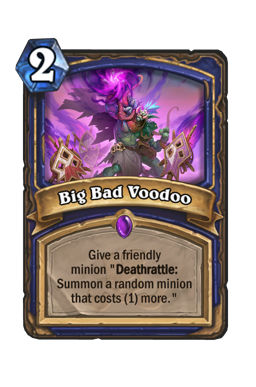 2
Big Bad Voodoo
Give a friendly
minion "Deathrattle:
Summon a random minion
that costs (1) more."